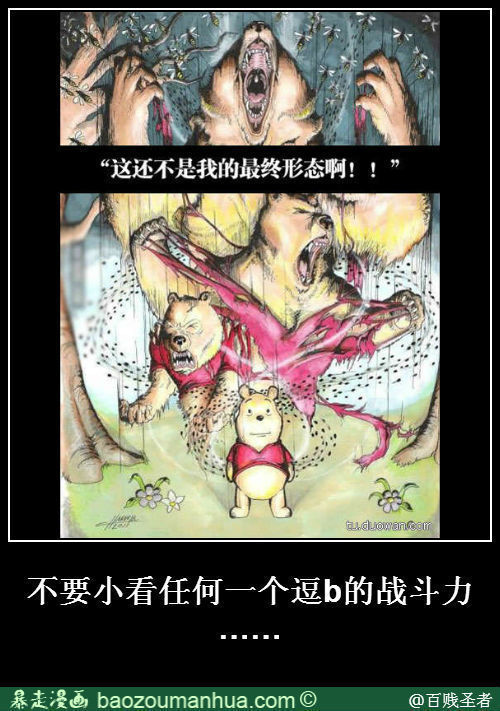 “这还不是我的最终形态啊！！”
tu.duowan.com
不要小看任何一个逗b的战斗力
······
暴走漫画 baozoumanhua.com ©
@百贱圣者